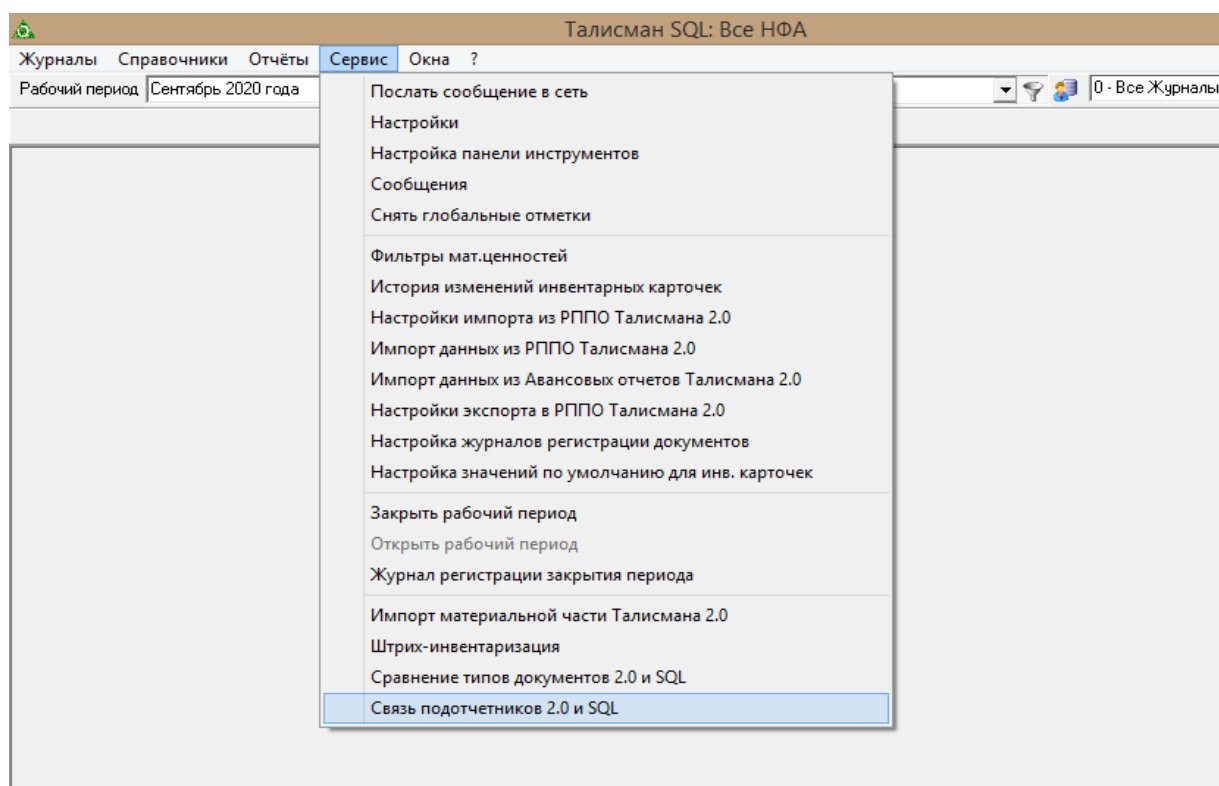 Талисман SQL: Все НФА
Журналы Справочники Отчёты Сервис Окна ?
Рабочий период Сентябрь 2020 года 0 - Все Журналы
Послать сообщение в сеть
Настройки
Настройка панели инструментов
Сообщения
Снять глобальные отметки
Фильтры мат.ценностей
История изменений инвентарных карточек
Настройки импорта из РППО Талисмана 2.0
Импорт данных из РППО Талисмана 2.0
Импорт данных из Авансовых отчетов Талисмана 2.0
Настройки экспорта в РППО Талисмана 2.0
Настройка журналов регистрации документов
Настройка значений по умолчанию для инв. карточек
Закрыть рабочий период
Открыть рабочий период
Журнал регистрации закрытия периода
Импорт материальной части Талисмана 2.0
Штрих-инвентаризация
Сравнение типов документов 2.0 и SQL
Связь подотчетников 2.0 и SQL